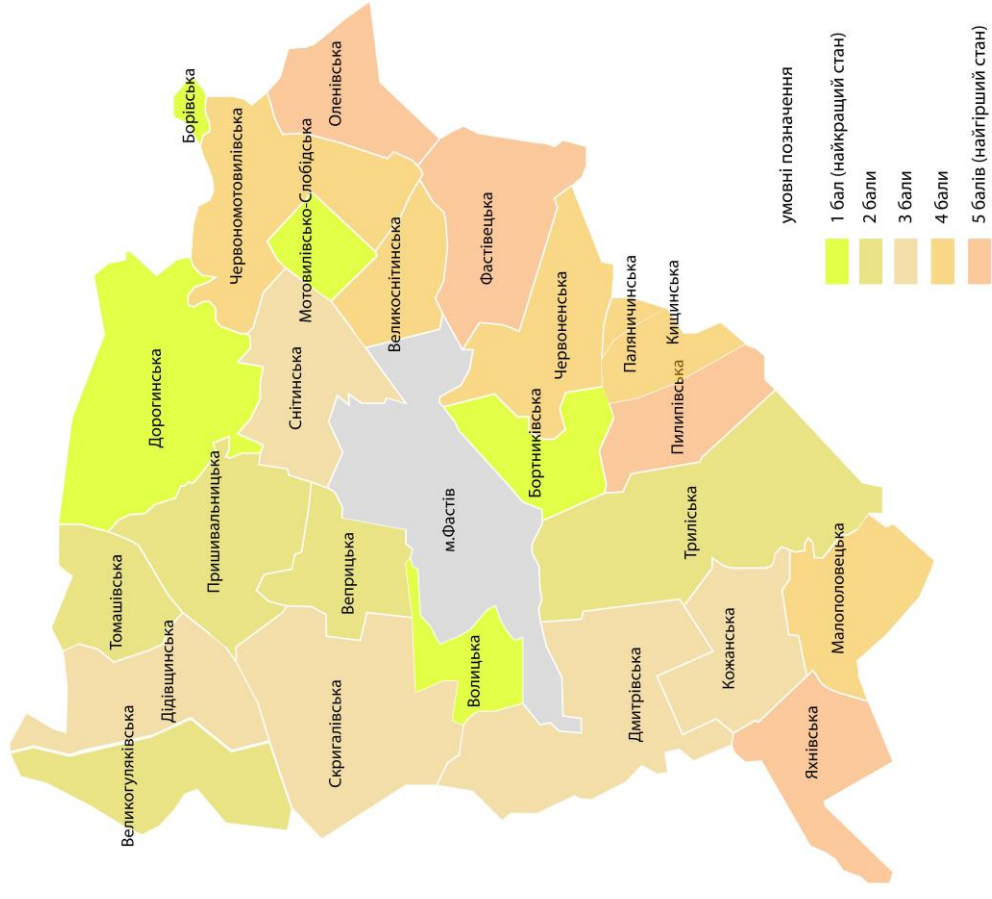 Борівська
Оленівська
Червономотовилівська
Мотовилівсько-Слобідська
Дорогинська
Великоснітинська
Фастівецька
Снітинська
Червоненська
Паляничинська
Кищинська
Пришивальницька
Бортниківська
Пилипівська
м.Фастів
Томашівська
Веприцька
Триліська
Дідівщинська
Волицька
Малополовецька
Кожанська
Великогуляківська
Скригалівська
Дмитрівська
Яхнівська
умовні позначення
1 бал (найкращий стан)
2 бали
3 бали
4 бали
5 балів (найгірший стан)